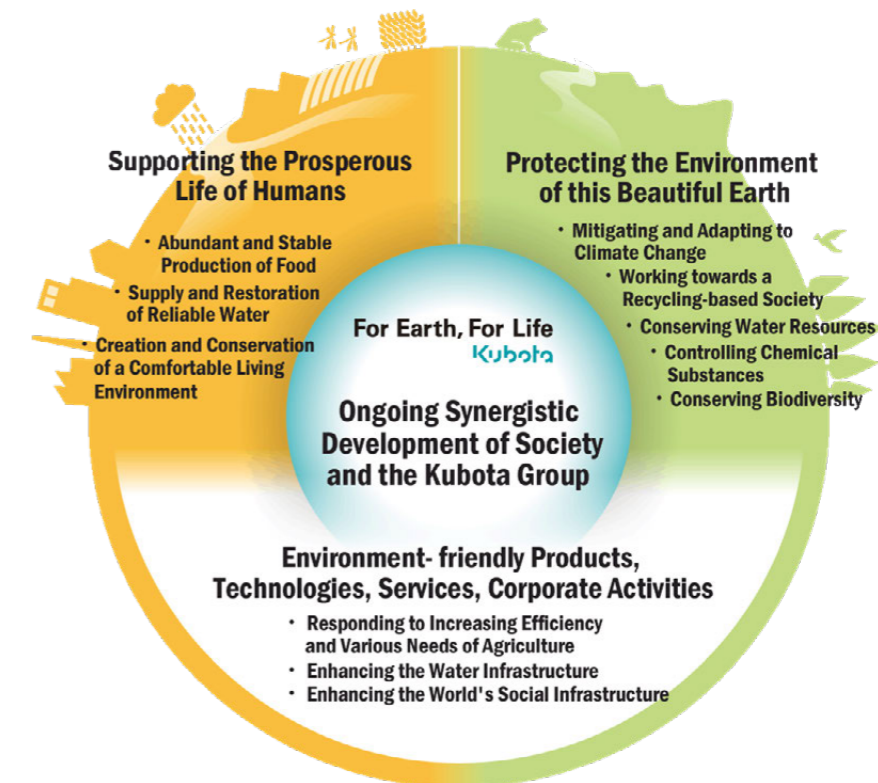 Supporting the Prosperous
Life of Humans
・Abundant and Stable
Production of Food
・Supply and Restoration
of Reliable Water
・Creation and Conservation
of a Comfortable Living
Environment
Protecting the Environment
of this Beautiful Earth
・Mitigating and Adapting to
Climate Change
・Working towards a
Recycling-based Society
・Conserving Water Resources
・Controlling Chemical
Substances
・Conserving Biodiversity
For Earth, For Life
Kubota
Ongoing Synergistic
Development of Society
and the Kubota Group
Environment- friendly Products,
Technologies, Services, Corporate Activities
・Responding to Increasing Efficiency
and Various Needs of Agriculture
・Enhancing the Water Infrastructure
・Enhancing the World's Social Infrastructure